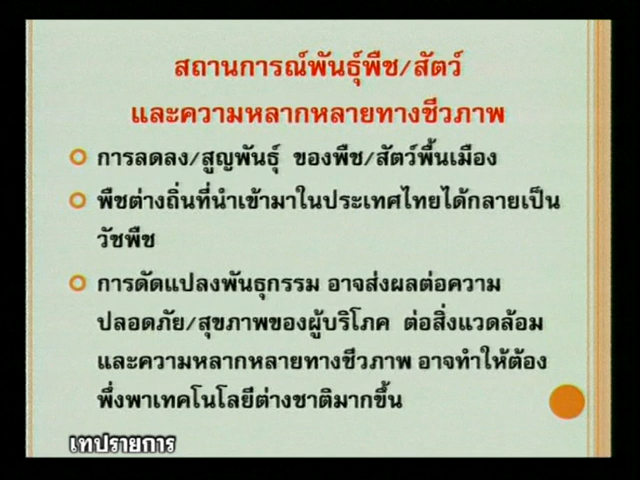 สถานการณ์พันธุ์พืช/สัตว์
และความหลากหลายทางชีวภาพ
การลดลง/สูญพันธุ์ ของพืช/สัตว์พื้นเมือง
พืชต่างถิ่นที่นำเข้ามาในประเทศไทยได้กลายเป็น
วัชพืช
การดัดแปลงพันธุกรรม อาจส่งผลต่อความ
ปลอดภัย/สุขภาพของผู้บริโภค ต่อสิ่งแวดล้อม
และความหลากหลายทางชีวภาพ อาจทำให้ต้อง
พึ่งพาเทคโนโลยีต่างชาติมากขึ้น
เทปรายการ